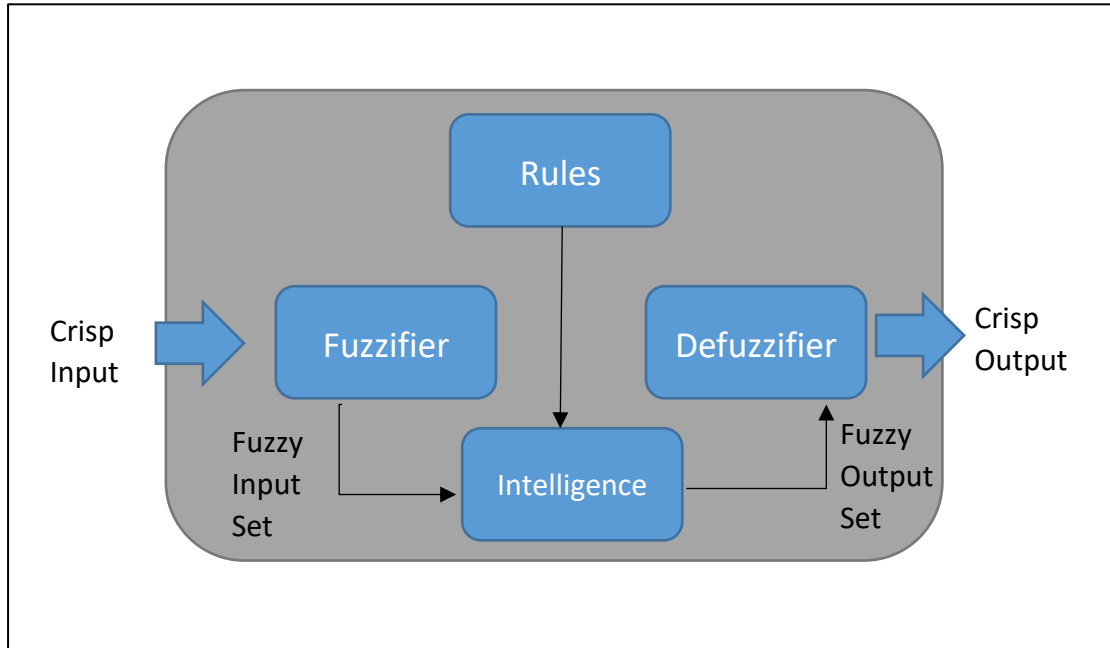 Rules
Crisp
Input
Fuzzifier
Defuzzifier
Crisp
Output
Fuzzy
Input
Set
Intelligence
Fuzzy
Output
Set